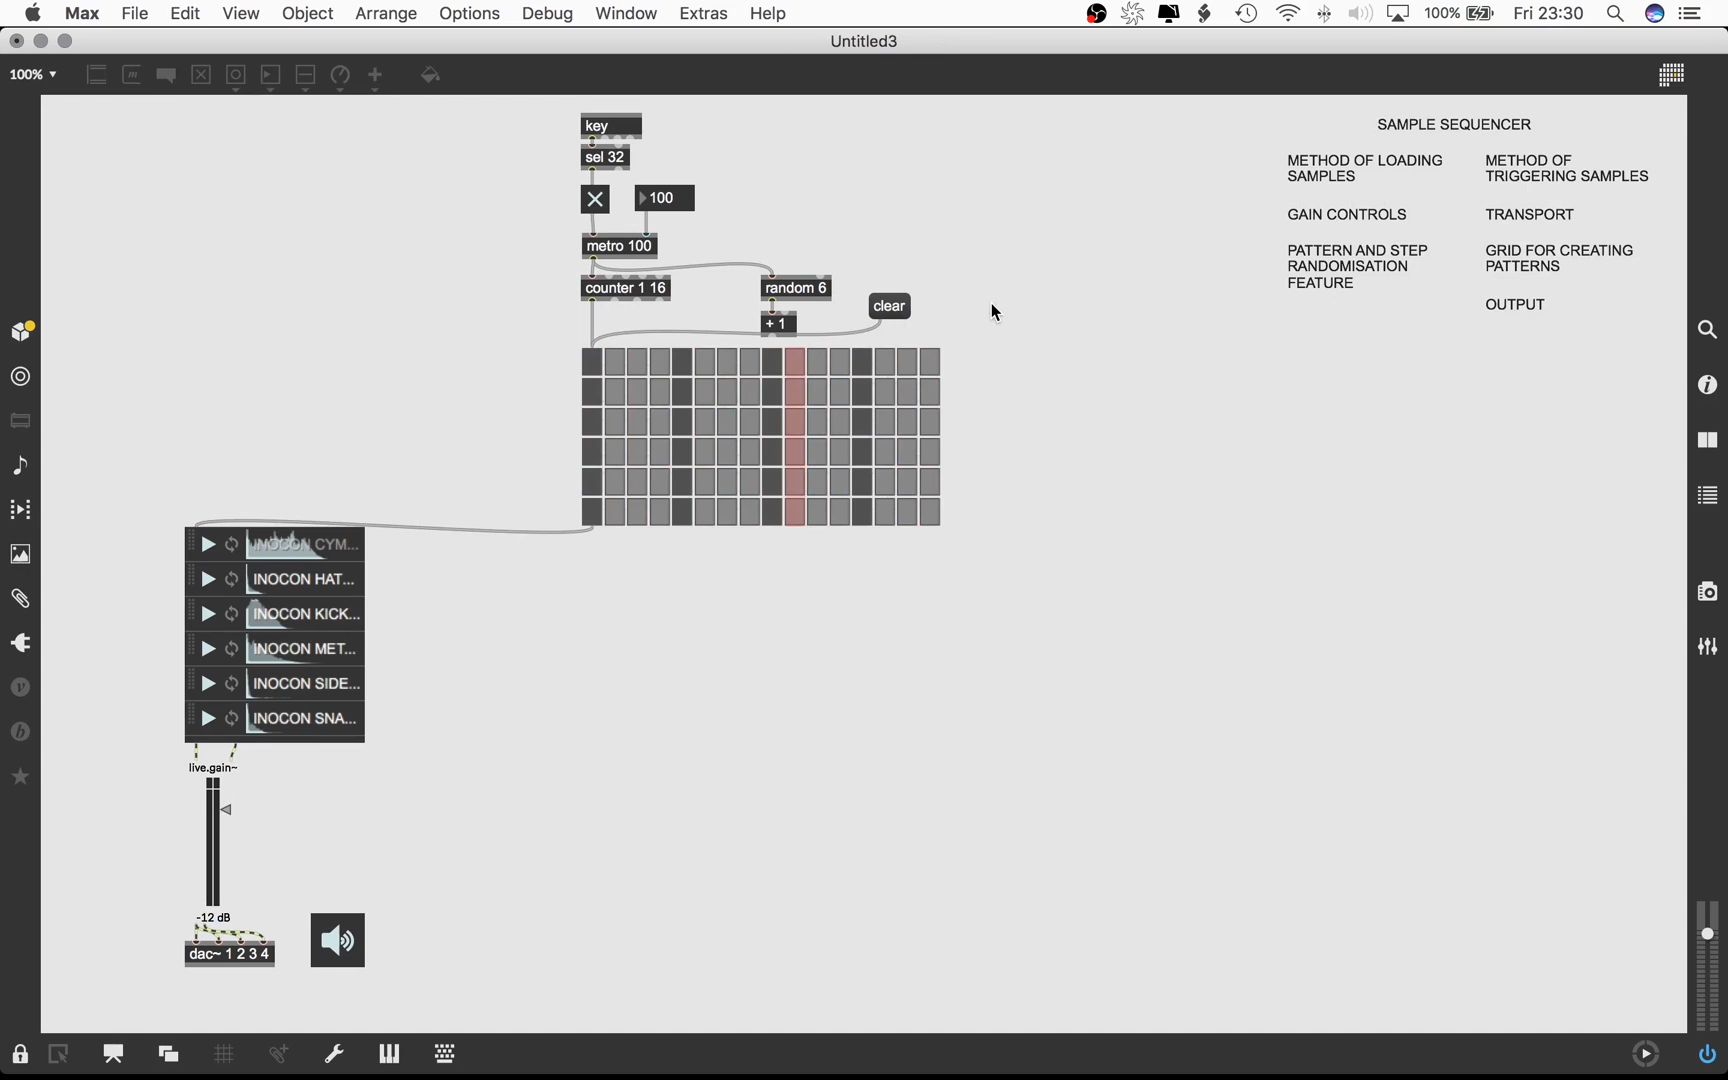 Max File Edit View Object Arrange Options Debug Window Extras Help
100% Fri 23:30
Untitled3
100%
key
sel 32
100
metro 100
counter 1 16
random 6
clear
+ 1
SAMPLE SEQUENCER
METHOD OF LOADING
SAMPLES
METHOD OF
TRIGGERING SAMPLES
GAIN CONTROLS
TRANSPORT
PATTERN AND STEP
RANDOMISATION
FEATURE
GRID FOR CREATING
PATTERNS
OUTPUT
INOCON CYM...
INOCON HAT...
INOCON KICK...
INOCON MET...
INOCON SIDE...
INOCON SNA...
live.gain~
-12 dB
dac~ 1 2 3 4